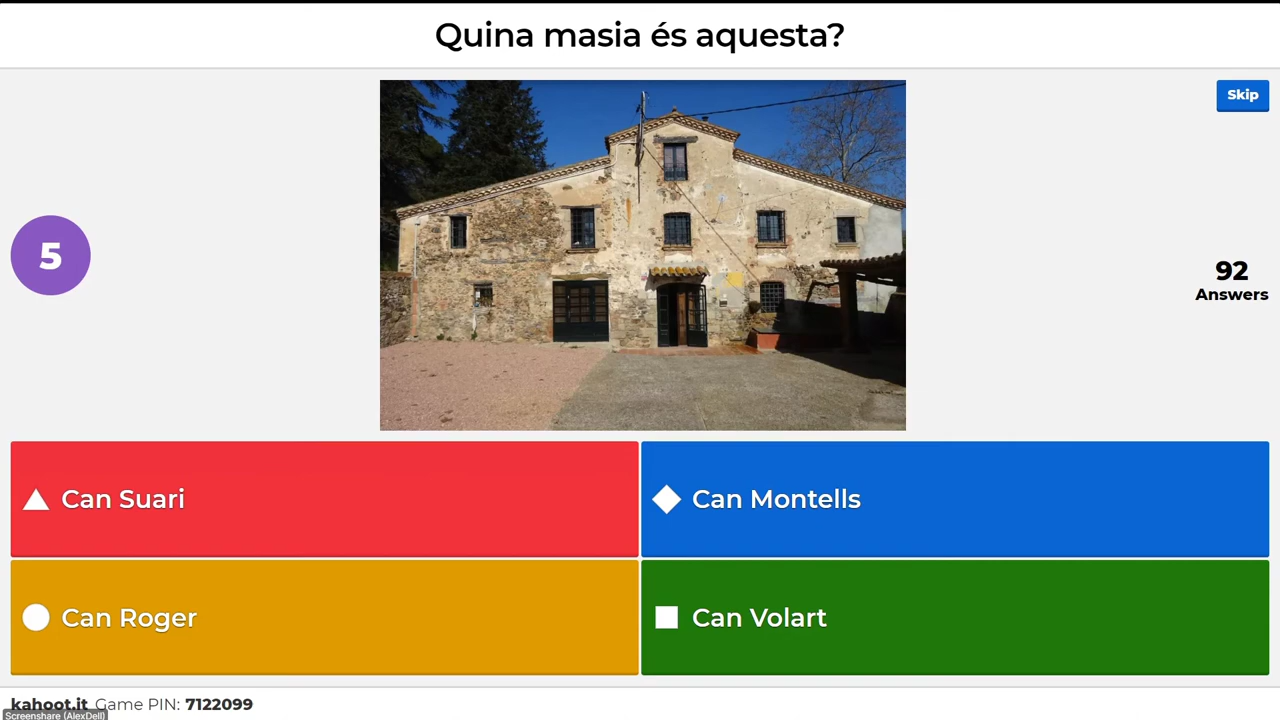 Quina masia és aquesta?
Skip
5
92
Answers
Can Suari
Can Montells
Can Roger
Can Volart
kahoot.it Game PIN: 7122099
Screenshare (AlexDell)